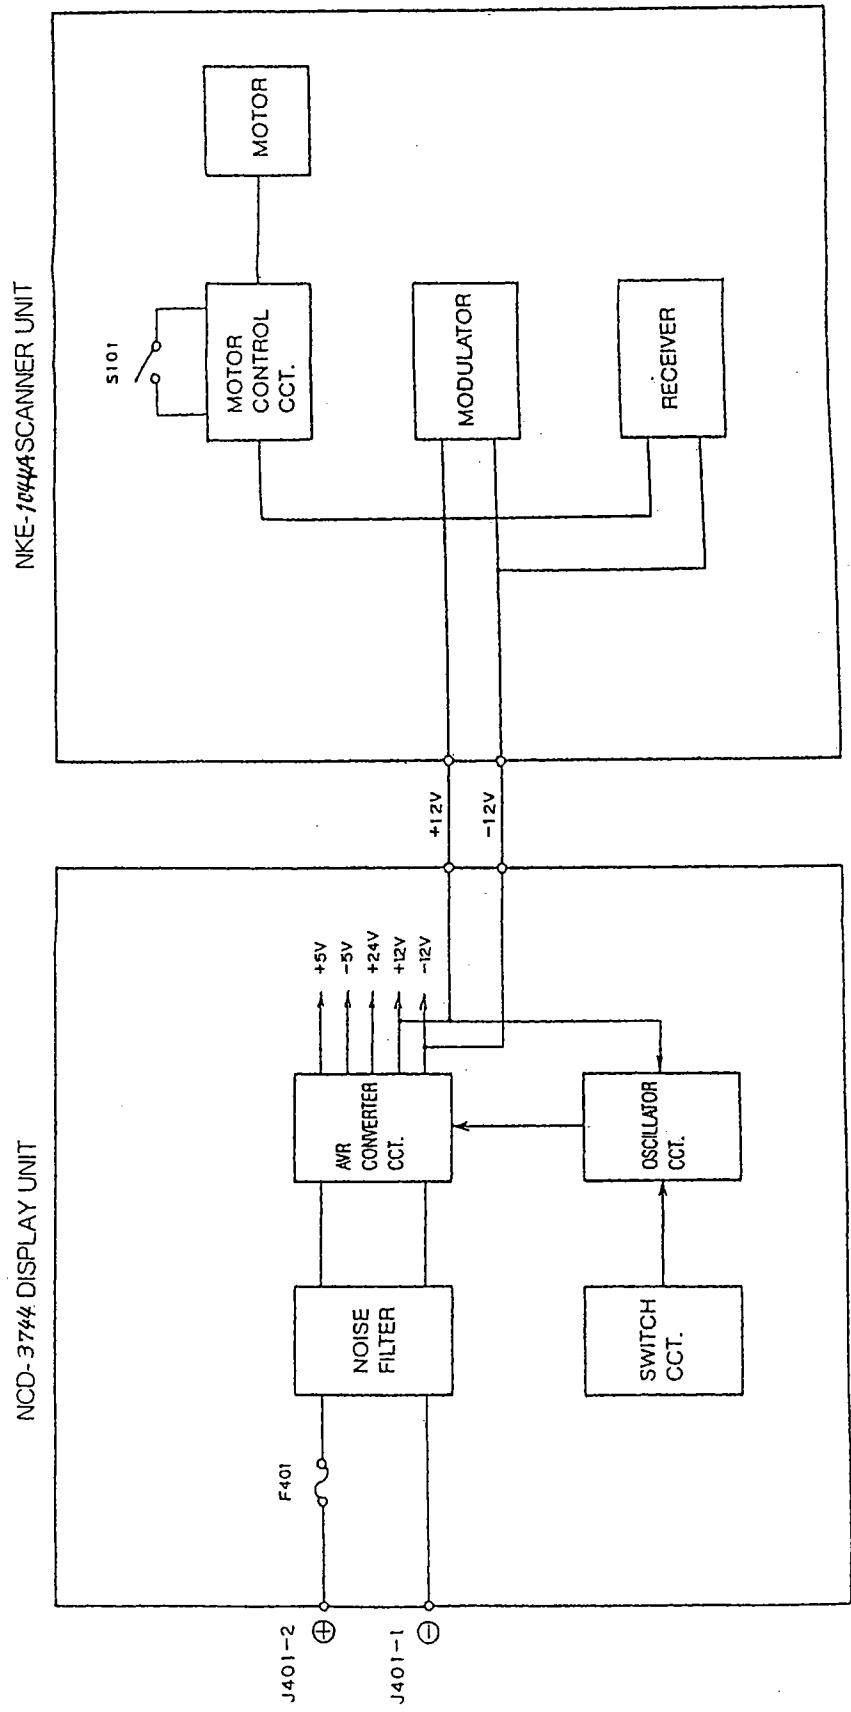 NCD-3744 DISPLAY UNIT
J401-2
+
J401-1
−
F401
NOISE
FILTER
AVR
CONVERTER
CCT.
+5V
-5V
+24V
+12V
-12V
SWITCH
CCT.
OSCILLATOR
CCT.
+12V
-12V
NKE-1044A SCANNER UNIT
S101
MOTOR
CONTROL
CCT.
MOTOR
MODULATOR
RECEIVER